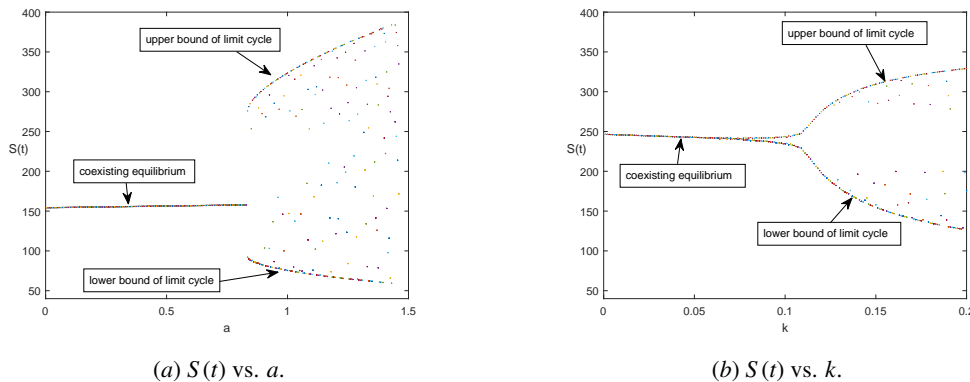 400
350
300
250
S(t)
200
150
100
50
0
0.5
1
1.5
a
upper bound of limit cycle
coexisting equilibrium
lower bound of limit cycle
(a) S(t) vs. a.
400
350
300
250
S(t)
200
150
100
50
0
0.05
0.1
0.15
0.2
k
upper bound of limit cycle
coexisting equilibrium
lower bound of limit cycle
(b) S(t) vs. k.